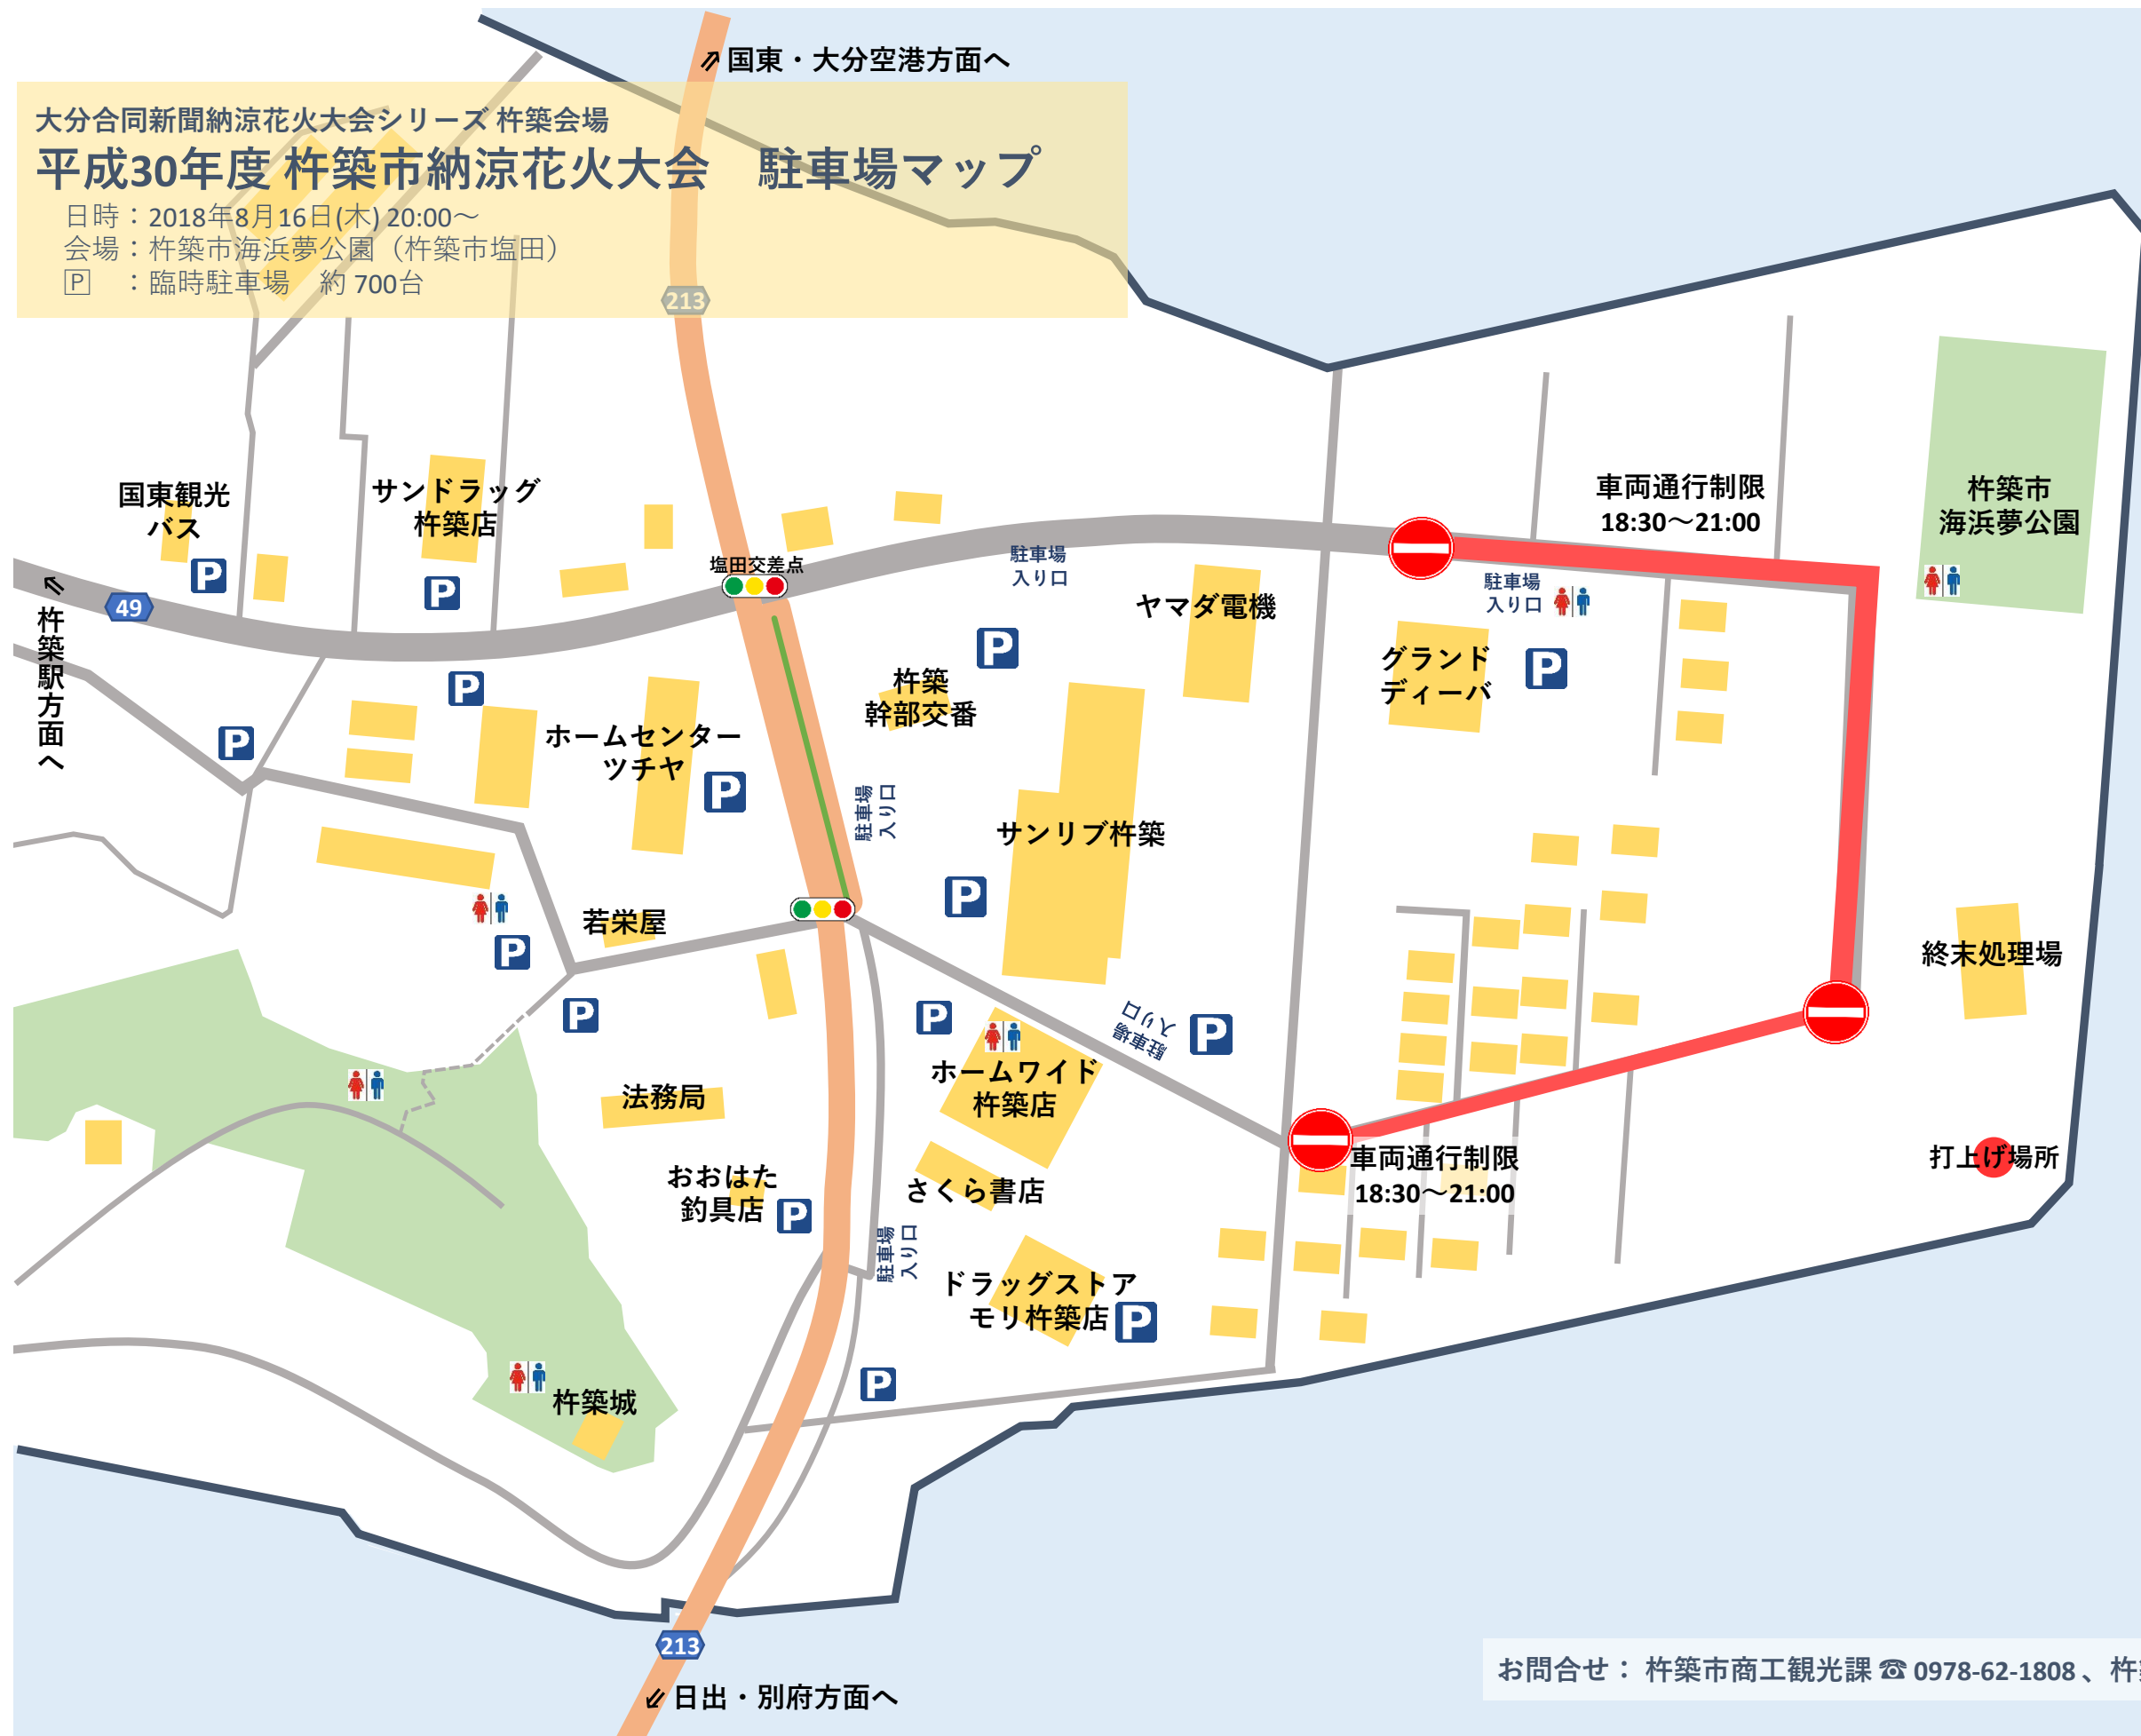 ⇗ 国東・大分空港方面へ
大分合同新聞納涼花火大会シリーズ 杵築会場
平成30年度 杵築市納涼花火大会　駐車場マップ
日時：2018年8月16日(木) 20:00～
会場：杵築市海浜夢公園（杵築市塩田）
P　：臨時駐車場　約 700台
213
国東観光
バス
P
サンドラッグ
杵築店
P
塩田交差点
駐車場
入り口
車両通行制限
18:30～21:00
杵築市
海浜夢公園
49
⇖杵築駅方面へ
ヤマダ電機
駐車場
入り口
P
グランド
ディーバ
P
杵築
幹部交番
P
P
ホームセンター
ツチヤ
P
駐車場
入り口
サンリブ杵築
P
若栄屋
P
終末処理場
P
P
駐車場
入り口
P
ホームワイド
杵築店
法務局
車両通行制限
18:30～21:00
打上げ場所
おおはた
釣具店
P
さくら書店
駐車場
入り口
ドラッグストア
モリ杵築店
P
P
杵築城
213
⇙ 日出・別府方面へ
お問合せ： 杵築市商工観光課 ☎ 0978-62-1808 、杵